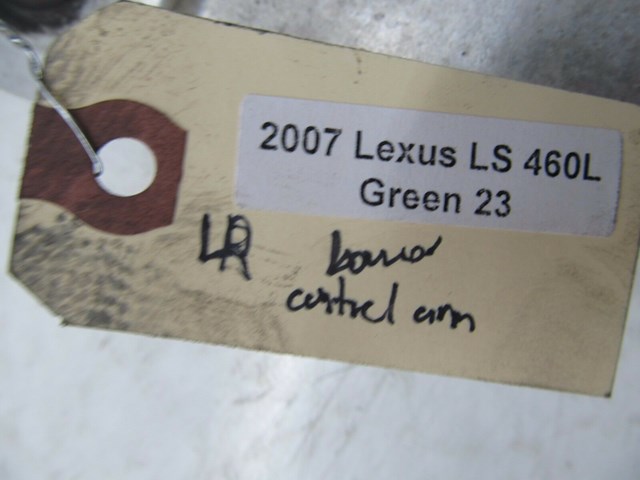 2007 Lexus LS 460L
Green 23
LR lower
control arm